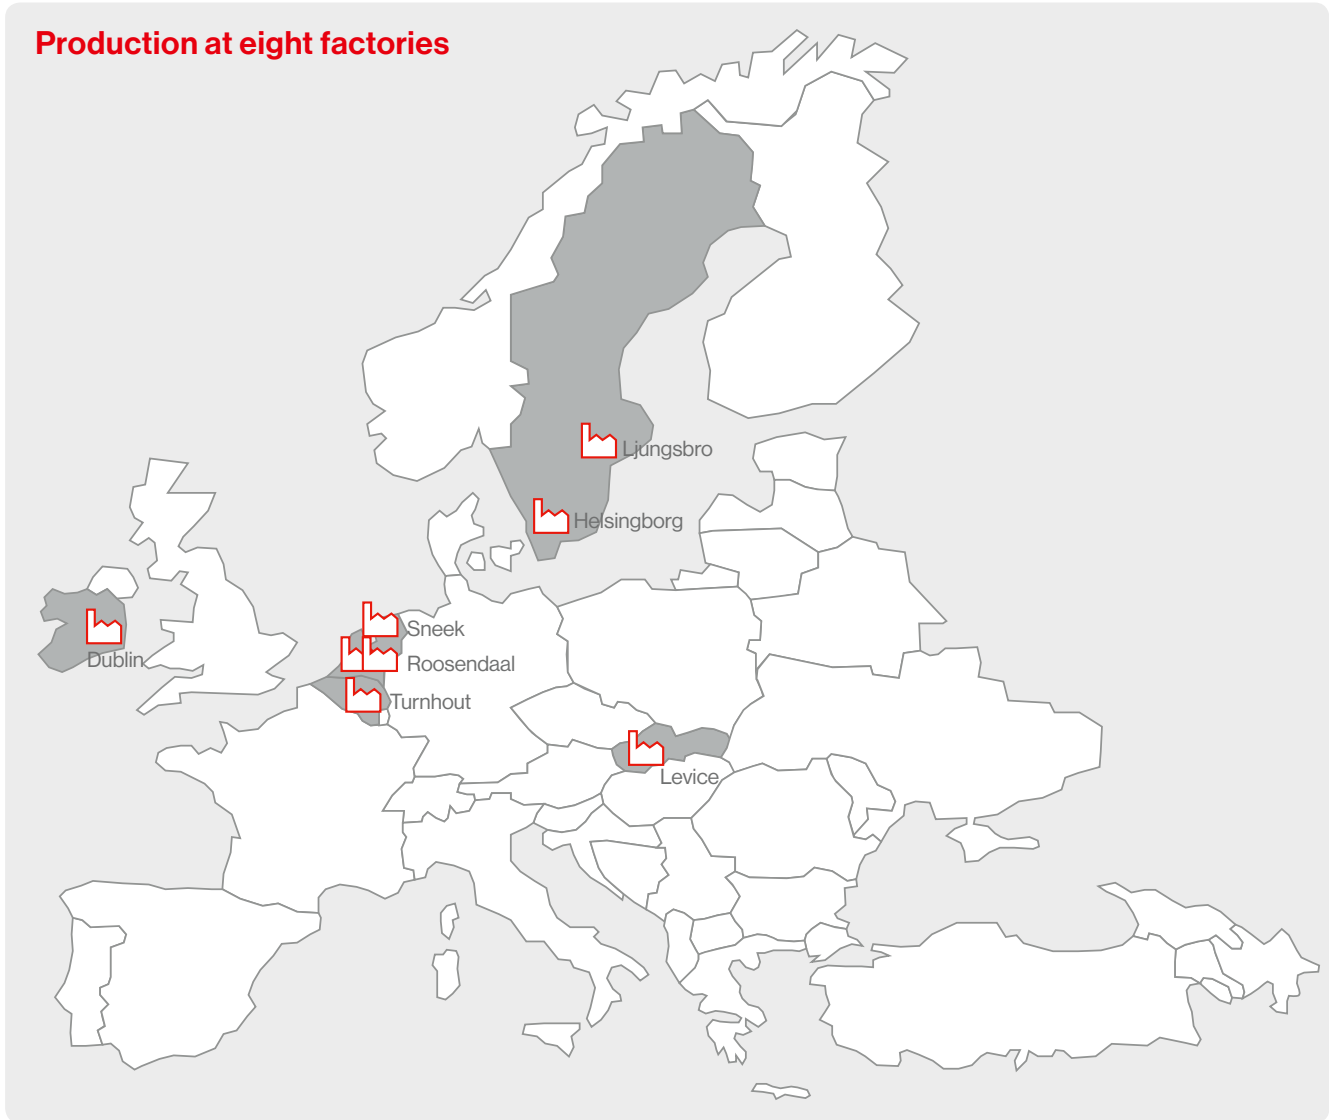 Production at eight factories
Ljungsbro
Helsingborg
Sneek
Dublin
Roosendaal
Turnhout
Levice